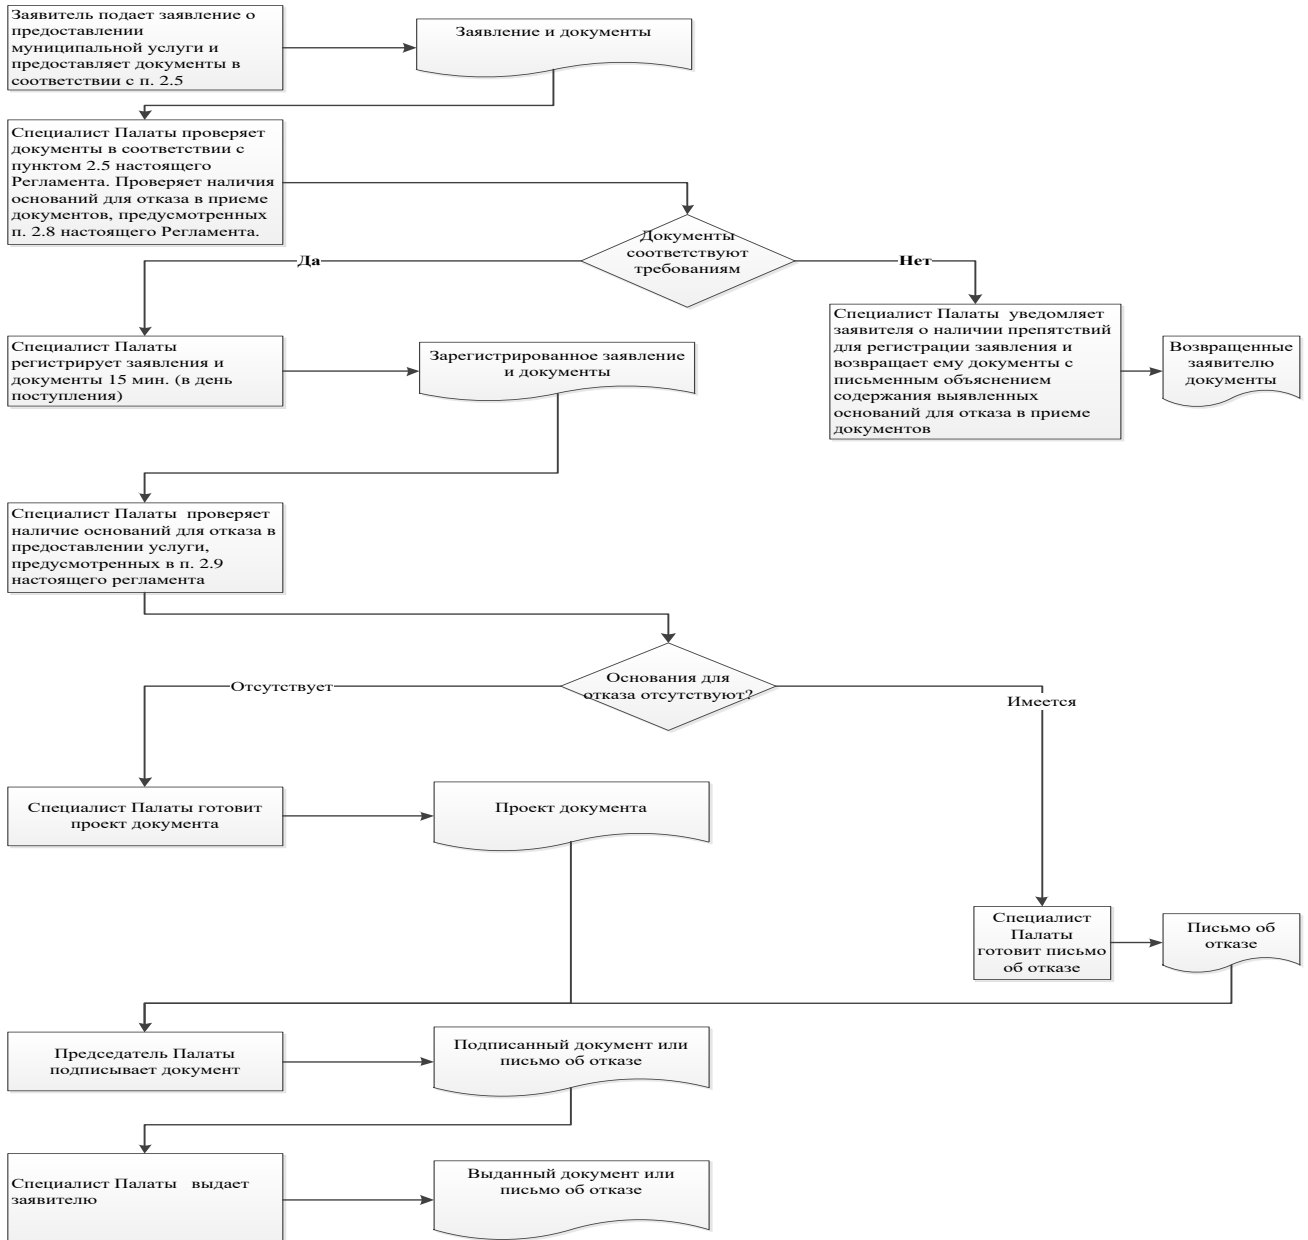 Заявитель подает заявление о
предоставлении
муниципальной услуги и
предоставляет документы в
соответствии с п. 2.5
Заявление и документы
Специалист Палаты проверяет
документы в соответствии с
пунктом 2.5 настоящего
Регламента. Проверяет наличия
оснований для отказа в приеме
документов, предусмотренных
п. 2.8 настоящего Регламента.
Документы
соответствуют
требованиям
Да
Нет
Специалист Палаты
регистрирует заявления и
документы 15 мин. (в день
поступления)
Зарегистрированное заявление
и документы
Специалист Палаты уведомляет
заявителя о наличии препятствий
для регистрации заявления и
возвращает ему документы с
письменным объяснением
содержания выявленных
оснований для отказа в приеме
документов
Возвращенные
заявителю
документы
Специалист Палаты проверяет
наличие оснований для отказа в
предоставлении услуги,
предусмотренных в п. 2.9
настоящего регламента
Основания для
отказа отсутствуют?
Отсутствует
Имеется
Специалист Палаты готовит
проект документа
Проект документа
Специалист
Палаты
готовит письмо
об отказе
Письмо об
отказе
Председатель Палаты
подписывает документ
Подписанный документ или
письмо об отказе
Специалист Палаты выдает
заявителю
Выданный документ или
письмо об отказе